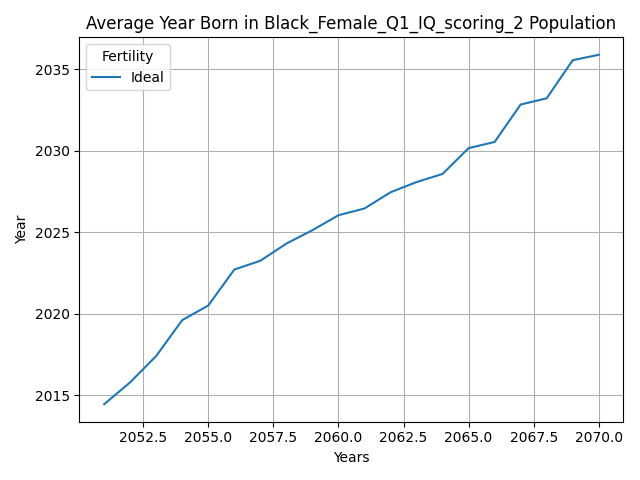 Average Year Born in Black_Female_Q1_IQ_scoring_2 Population
Fertility
Ideal
2035
2030
2025
2020
2015
Year
2052.5 2055.0 2057.5 2060.0 2062.5 2065.0 2067.5 2070.0
Years